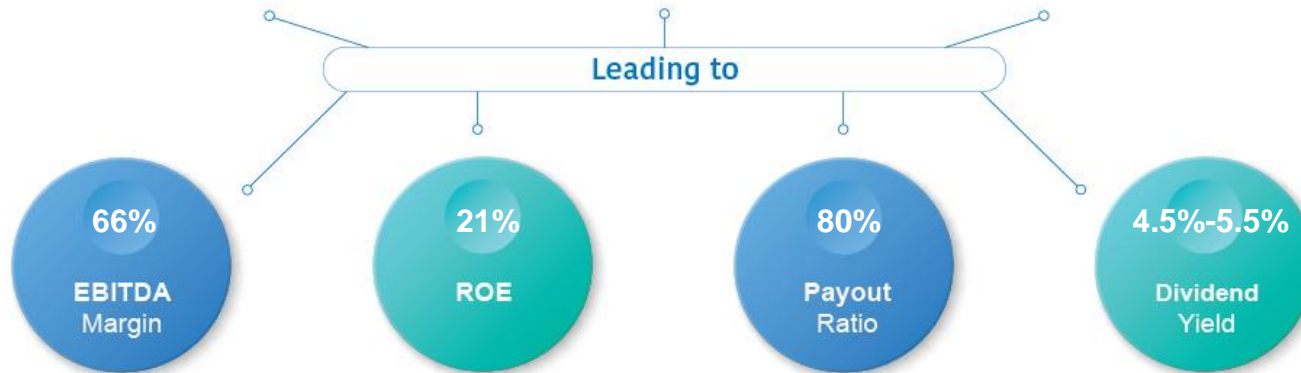 Leading to
66%
EBITDA
Margin
21%
ROE
80%
Payout
Ratio
4.5%-5.5%
Dividend
Yield